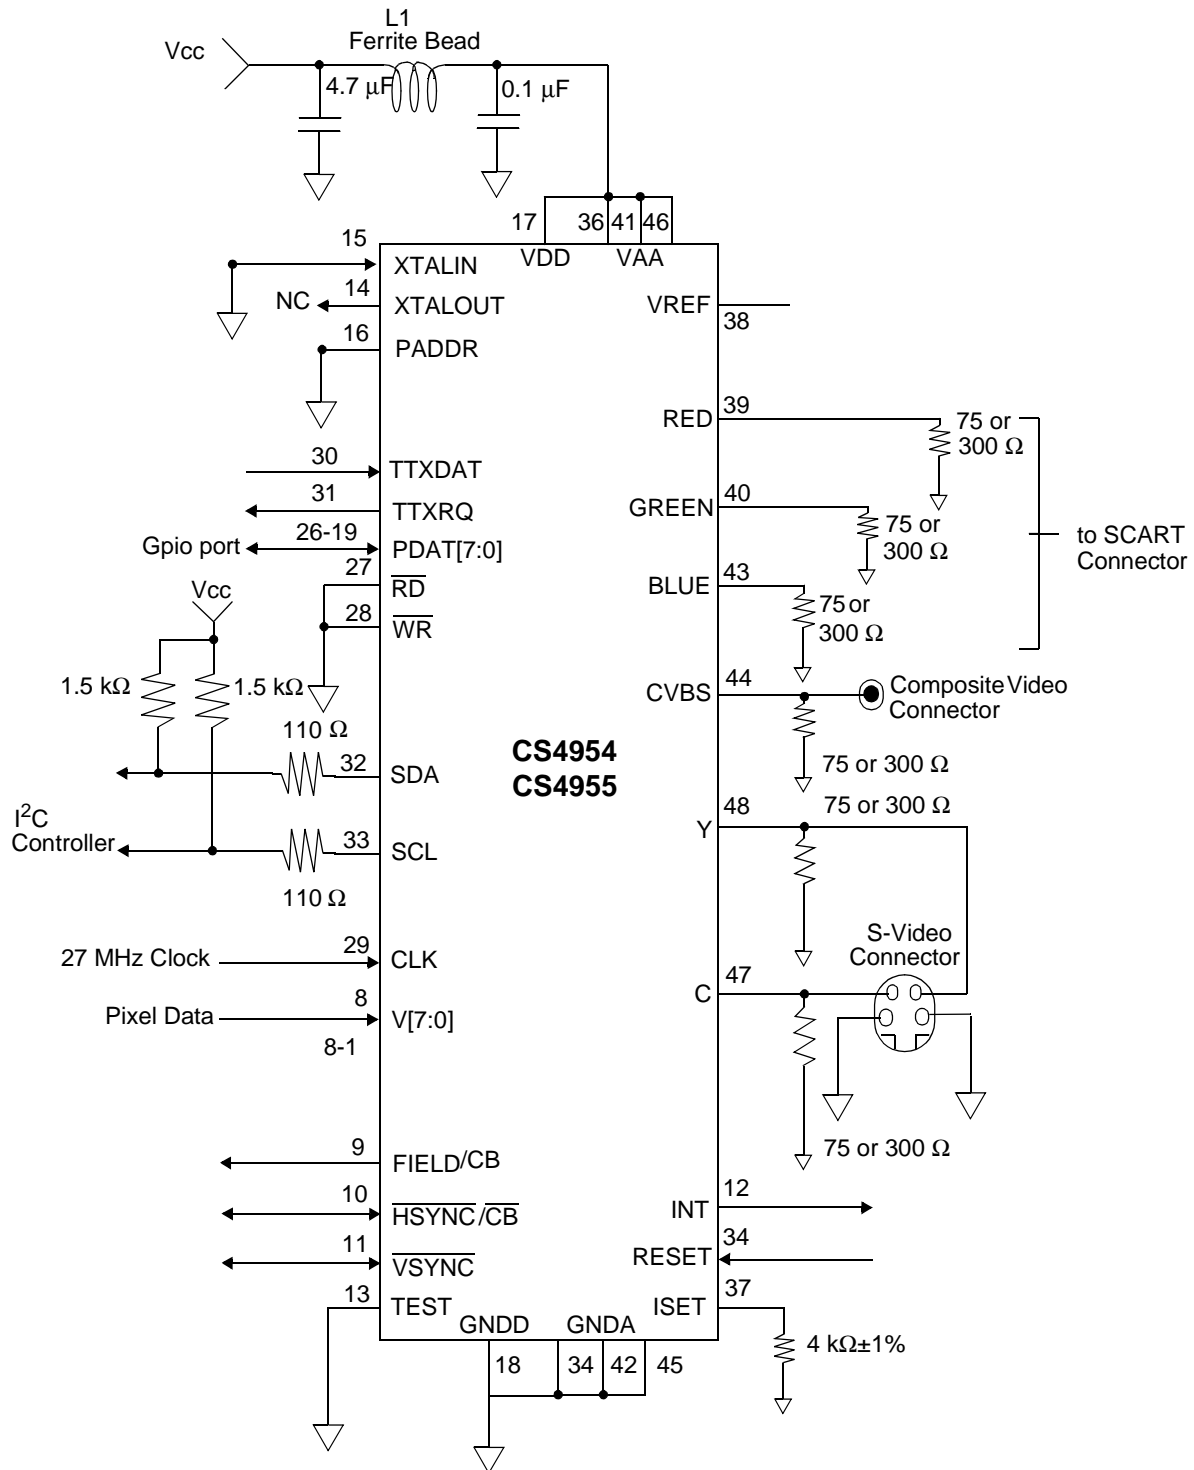 L1
Ferrite Bead
Vcc
4.7 μF
0.1 μF
17
36
41
46
VDD
VAA
15
XTALIN
NC
14
XTALOUT
16
PADDR
VREF
38
RED
39
75 or
300 Ω
30
TTXDAT
31
TTXRQ
GREEN
40
75 or
300 Ω
to SCART
Connector
Gpio port
26-19
PDAT[7:0]
27
RD
28
WR
BLUE
43
75 or
300 Ω
Vcc
1.5 kΩ
1.5 kΩ
CVBS
44
Composite Video
Connector
75 or 300 Ω
110 Ω
32
SDA
CS4954
CS4955
I2C
Controller
33
SCL
110 Ω
48
Y
75 or 300 Ω
27 MHz Clock
29
CLK
S-Video
Connector
47
C
Pixel Data
8
V[7:0]
8-1
75 or 300 Ω
9
FIELD/CB
10
HSYNC/CB
11
VSYNC
13
TEST
12
INT
34
RESET
37
ISET
4 kΩ±1%
GNDD
GNDA
18
34
42
45